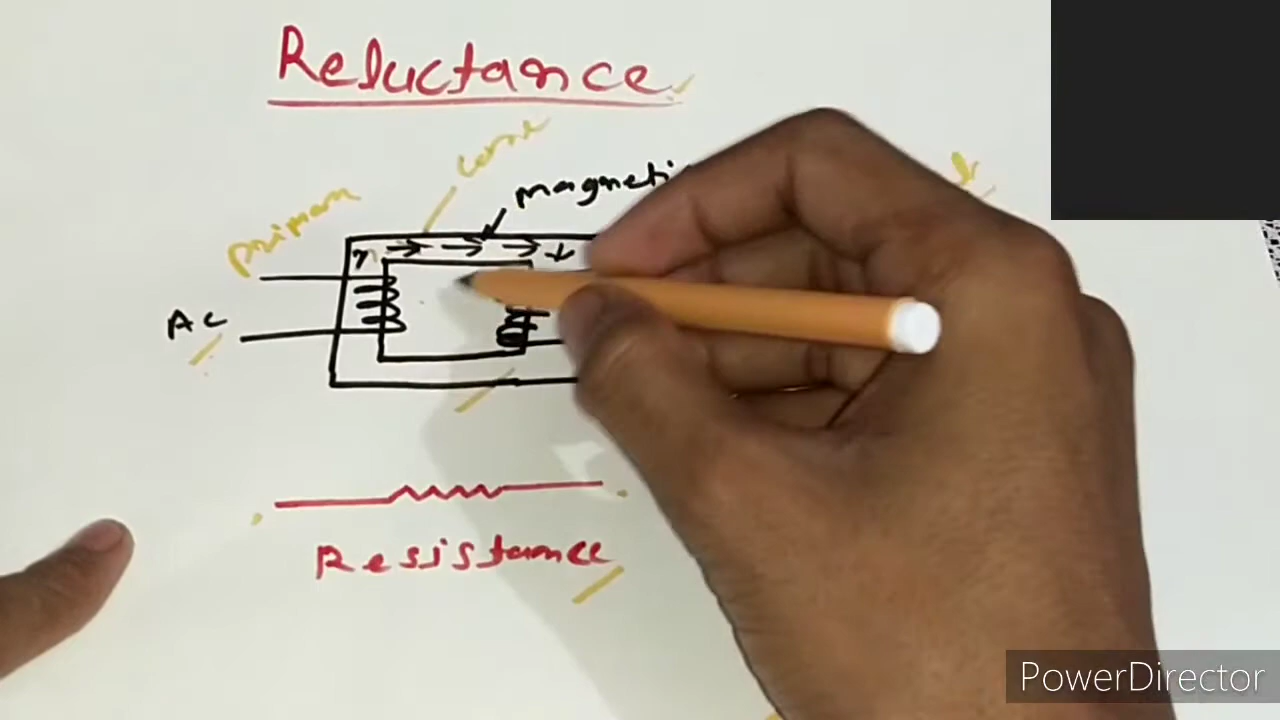 Reluctance
core
magneti
primary
AC
Resistance
PowerDirector